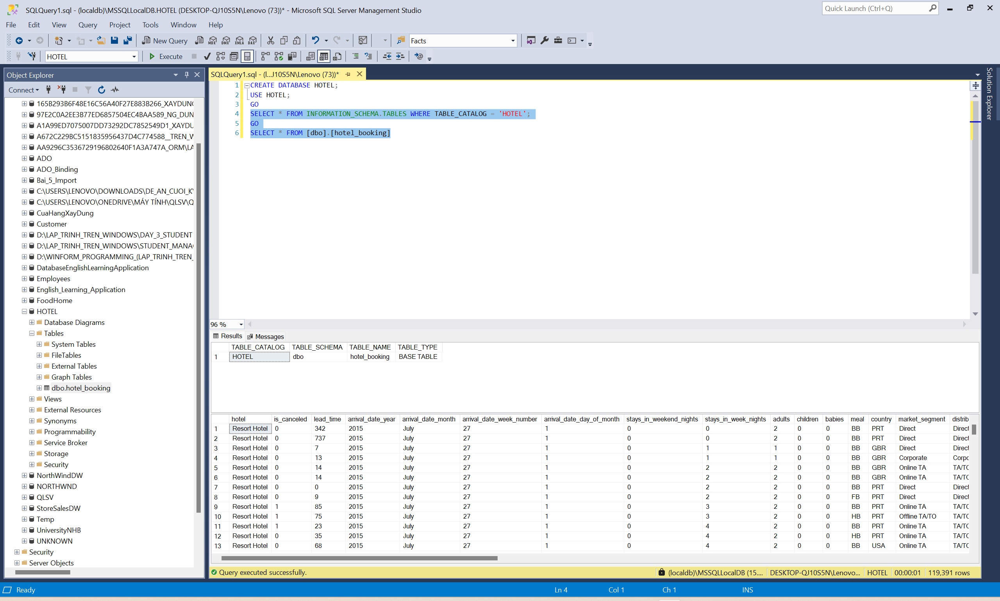 SQLQuery1.sql - (localdb)\MSSQLLocalDB.HOTEL (DESKTOP-QJ10S5N\Lenovo (73))* - Microsoft SQL Server Management Studio
Quick Launch (Ctrl+Q)
File Edit View Query Project Tools Window Help
New Query MDX DMX XMLA DAX Facts
HOTEL Execute
Object Explorer
Connect
165B293B6F48E16C56A40F27E883B266_XAYDUN
97E2C0A2EE3B77ED6857504EC4BAA589_NG_DUN
A1A99ED7075007DD73292DC7852549D1_XAYDU
A672C229BC5151835956437D4C774588__TREN_W
AA9296C3536729196802640F1A3A747A_ORM\LA
ADO
ADO_Binding
Bai_5_Import
C:\USERS\LENOVO\DOWNLOADS\DE_AN_CUOI_K
C:\USERS\LENOVO\ONEDRIVE\MÁY TÍNH\QLSV\Q
CuaHangXayDung
Customer
D:\LAP_TRINH_TREN_WINDOWS\DAY_3_STUDENT
D:\LAP_TRINH_TREN_WINDOWS\STUDENT_MANA
D:\WINFORM_PROGRAMMING_(LAP_TRINH_TREN_
DatabaseEnglishLearningApplication
Employees
English_Learning_Application
FoodHome
HOTEL
Database Diagrams
Tables
System Tables
FileTables
External Tables
Graph Tables
dbo.hotel_booking
Views
External Resources
Synonyms
Programmability
Service Broker
Storage
Security
NorthWindDW
NORTHWND
QLSV
StoreSalesDW
Temp
UniversityNHB
UNKNOWN
Security
Server Objects
SQLQuery1.sql - (l...J10S5N\Lenovo (73))*
1 CREATE DATABASE HOTEL;
2 USE HOTEL;
3 GO
4 SELECT * FROM INFORMATION_SCHEMA.TABLES WHERE TABLE_CATALOG = 'HOTEL';
5 GO
6 SELECT * FROM [dbo].[hotel_booking]
Solution Explorer
96 %
Results Messages
TABLE_CATALOG TABLE_SCHEMA TABLE_NAME TABLE_TYPE
1 HOTEL dbo hotel_booking BASE TABLE
hotel is_canceled lead_time arrival_date_year arrival_date_month arrival_date_week_number arrival_date_day_of_month stays_in_weekend_nights stays_in_week_nights adults children babies meal country market_segment distrib
1 Resort Hotel 0 342 2015 July 27 1 0 0 2 0 0 BB PRT Direct Direct
2 Resort Hotel 0 737 2015 July 27 1 0 0 2 0 0 BB PRT Direct Direct
3 Resort Hotel 0 7 2015 July 27 1 0 1 1 0 0 BB GBR Direct Direct
4 Resort Hotel 0 13 2015 July 27 1 0 1 1 0 0 BB GBR Corporate Corpo
5 Resort Hotel 0 14 2015 July 27 1 0 2 2 0 0 BB GBR Online TA TA/TO
6 Resort Hotel 0 14 2015 July 27 1 0 2 2 0 0 BB GBR Online TA TA/TO
7 Resort Hotel 0 0 2015 July 27 1 0 2 2 0 0 BB PRT Direct Direct
8 Resort Hotel 0 9 2015 July 27 1 0 2 2 0 0 FB PRT Direct Direct
9 Resort Hotel 1 85 2015 July 27 1 0 3 2 0 0 BB PRT Online TA TA/TO
10 Resort Hotel 1 75 2015 July 27 1 0 3 2 0 0 HB PRT Offline TA/TO TA/TO
11 Resort Hotel 1 23 2015 July 27 1 0 4 2 0 0 BB PRT Online TA TA/TO
12 Resort Hotel 0 35 2015 July 27 1 0 4 2 0 0 HB PRT Online TA TA/TO
13 Resort Hotel 0 68 2015 July 27 1 0 4 2 0 0 BB USA Online TA TA/TO
Query executed successfully. (localdb)\MSSQLLocalDB (15.... DESKTOP-QJ10S5N\Lenovo... HOTEL 00:00:01 119,391 rows
Ready Ln 4 Col 1 Ch 1 INS